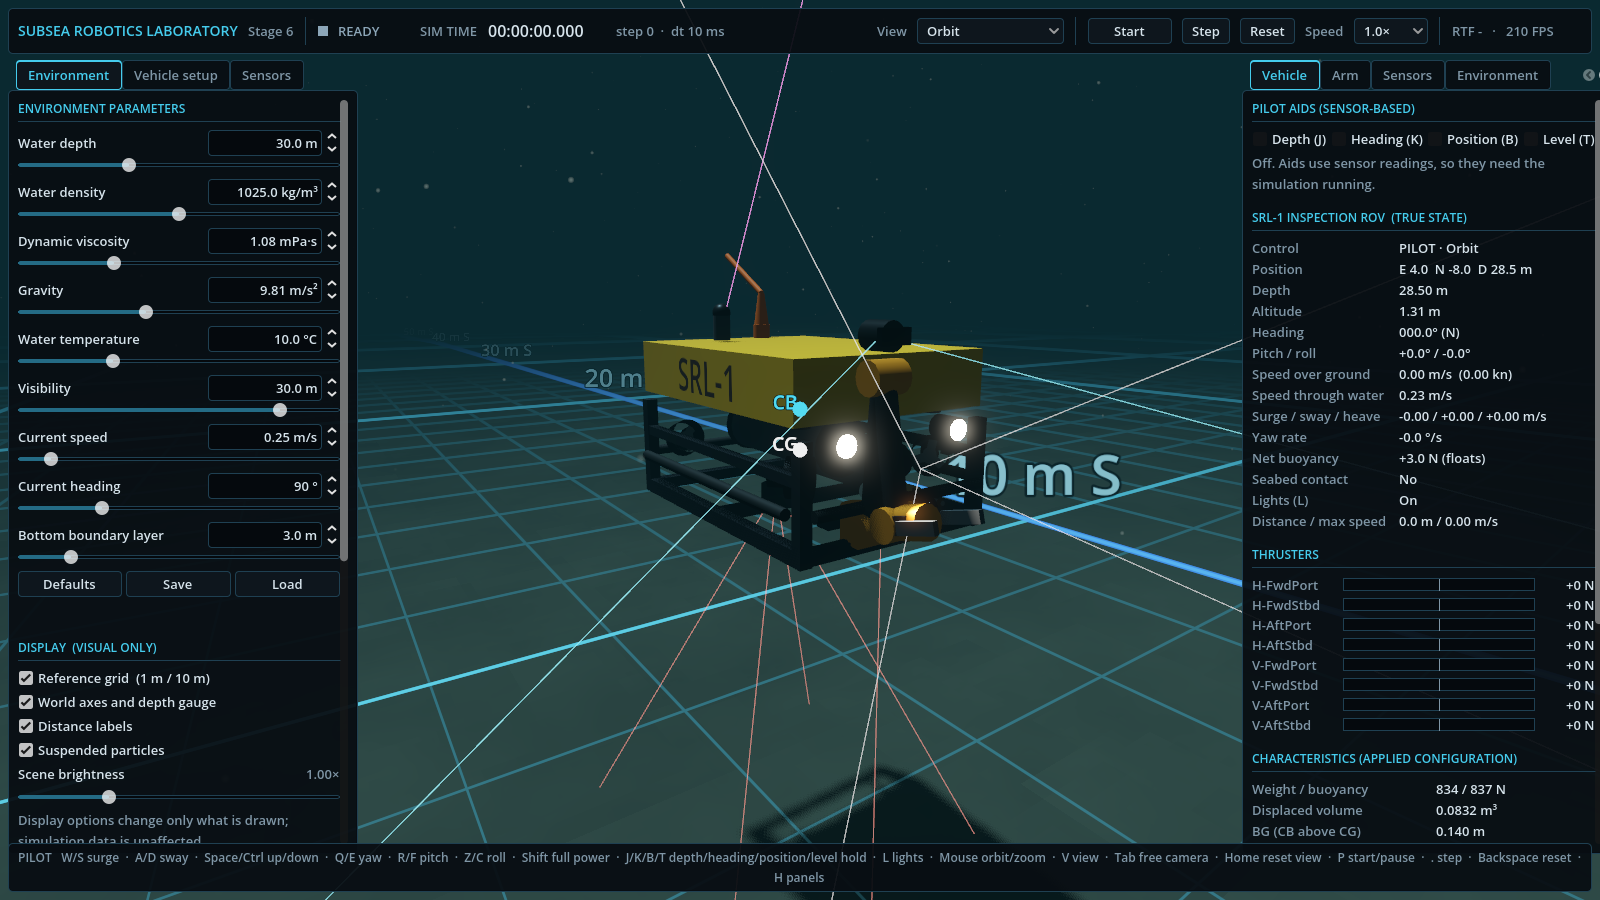 SUBSEA ROBOTICS LABORATORY Stage 6 READY SIM TIME 00:00:00.000 step 0 · dt 10 ms View Orbit Start Step Reset Speed 1.0× RTF - · 210 FPS
Environment Vehicle setup Sensors
ENVIRONMENT PARAMETERS
Water depth 30.0 m
Water density 1025.0 kg/m³
Dynamic viscosity 1.08 mPa·s
Gravity 9.81 m/s²
Water temperature 10.0 °C
Visibility 30.0 m
Current speed 0.25 m/s
Current heading 90 °
Bottom boundary layer 3.0 m
Defaults Save Load
DISPLAY (VISUAL ONLY)
Reference grid (1 m / 10 m)
World axes and depth gauge
Distance labels
Suspended particles
Scene brightness 1.00×
Display options change only what is drawn;
simulation data is unaffected
40 m S
30 m S
20 m
SRL-1
CB
CG
10 m S
Vehicle Arm Sensors Environment
PILOT AIDS (SENSOR-BASED)
Depth (J) Heading (K) Position (B) Level (T)
Off. Aids use sensor readings, so they need the
simulation running.
SRL-1 INSPECTION ROV (TRUE STATE)
Control PILOT · Orbit
Position E 4.0 N -8.0 D 28.5 m
Depth 28.50 m
Altitude 1.31 m
Heading 000.0° (N)
Pitch / roll +0.0° / -0.0°
Speed over ground 0.00 m/s (0.00 kn)
Speed through water 0.23 m/s
Surge / sway / heave -0.00 / +0.00 / +0.00 m/s
Yaw rate -0.0 °/s
Net buoyancy +3.0 N (floats)
Seabed contact No
Lights (L) On
Distance / max speed 0.0 m / 0.00 m/s
THRUSTERS
H-FwdPort +0 N
H-FwdStbd +0 N
H-AftPort +0 N
H-AftStbd +0 N
V-FwdPort +0 N
V-FwdStbd +0 N
V-AftPort +0 N
V-AftStbd +0 N
CHARACTERISTICS (APPLIED CONFIGURATION)
Weight / buoyancy 834 / 837 N
Displaced volume 0.0832 m³
BG (CB above CG) 0.140 m
PILOT W/S surge · A/D sway · Space/Ctrl up/down · Q/E yaw · R/F pitch · Z/C roll · Shift full power · J/K/B/T depth/heading/position/level hold · L lights · Mouse orbit/zoom · V view · Tab free camera · Home reset view · P start/pause · . step · Backspace reset ·
H panels